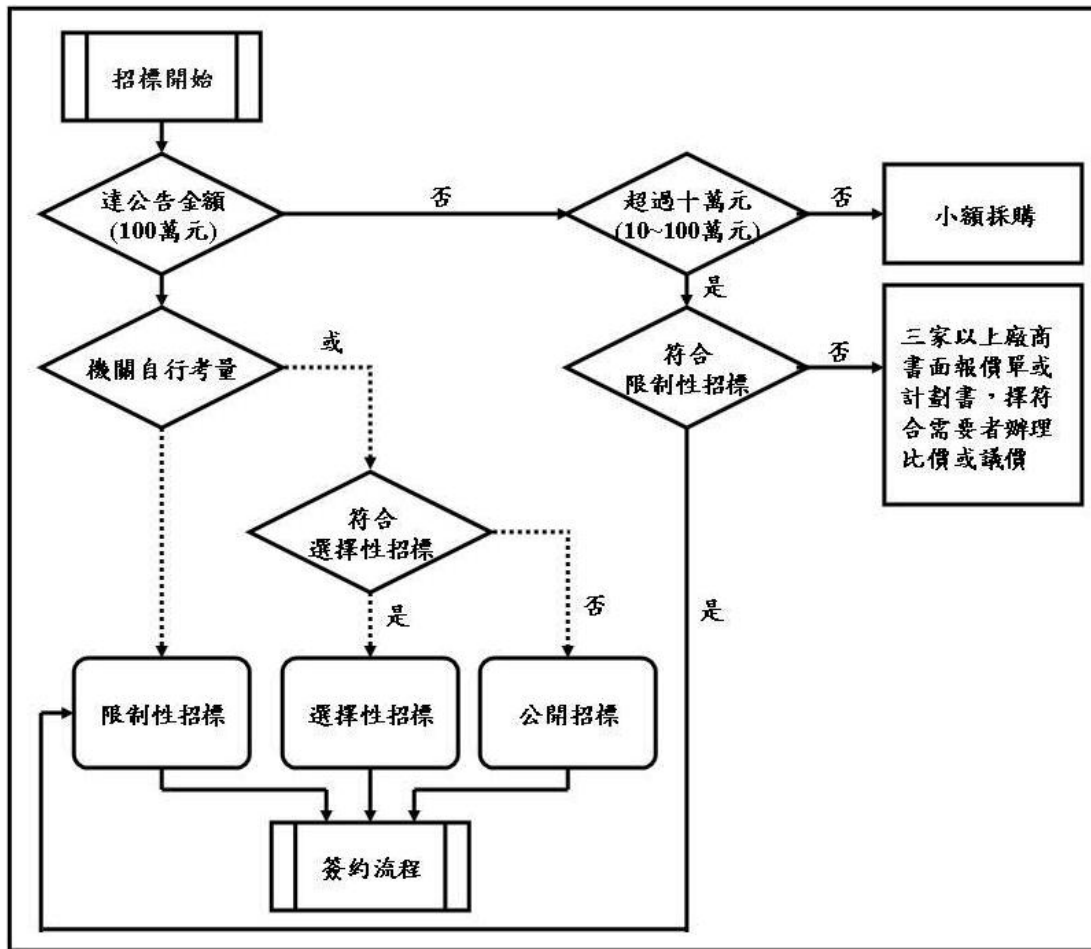 招標開始
達公告金額
(100萬元)
否
超過十萬元
(10~100萬元)
否
小額採購
是
機關自行考量
或
符合
限制性招標
否
三家以上廠商
書面報價單或
計劃書，擇符
合需要者辦理
比價或議價
符合
選擇性招標
是
否
是
限制性招標
選擇性招標
公開招標
簽約流程